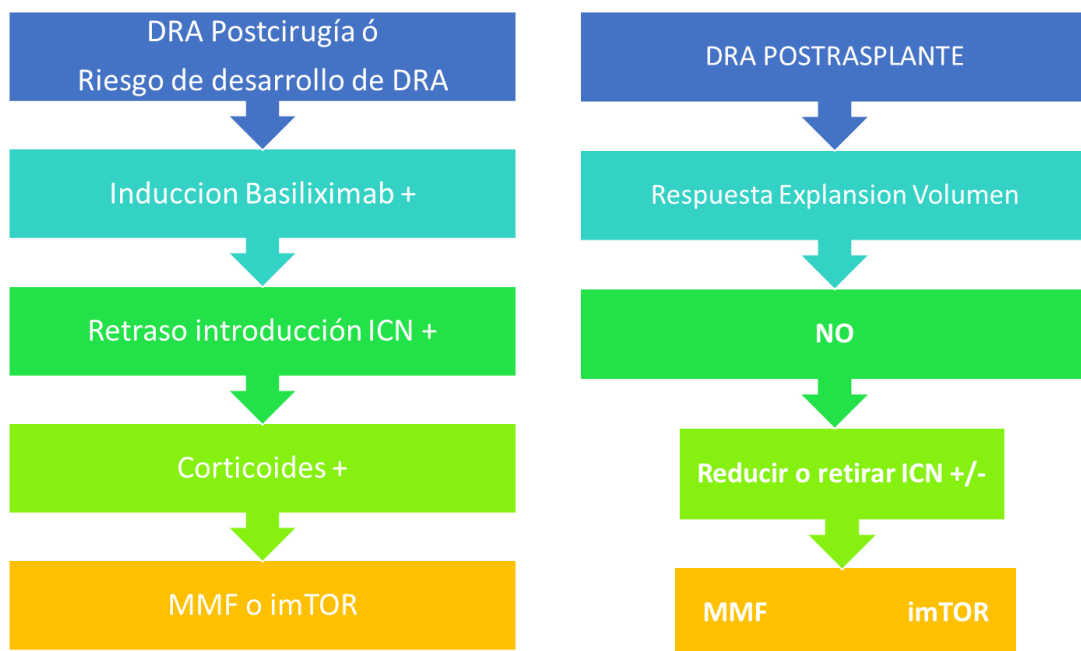 DRA Postcirugía ó
Riesgo de desarrollo de DRA
Induccion Basiliximab +
Retraso introducción ICN +
Corticoides +
MMF o imTOR
DRA POSTRASPLANTE
Respuesta Explansion Volumen
NO
Reducir o retirar ICN +/-
MMF imTOR